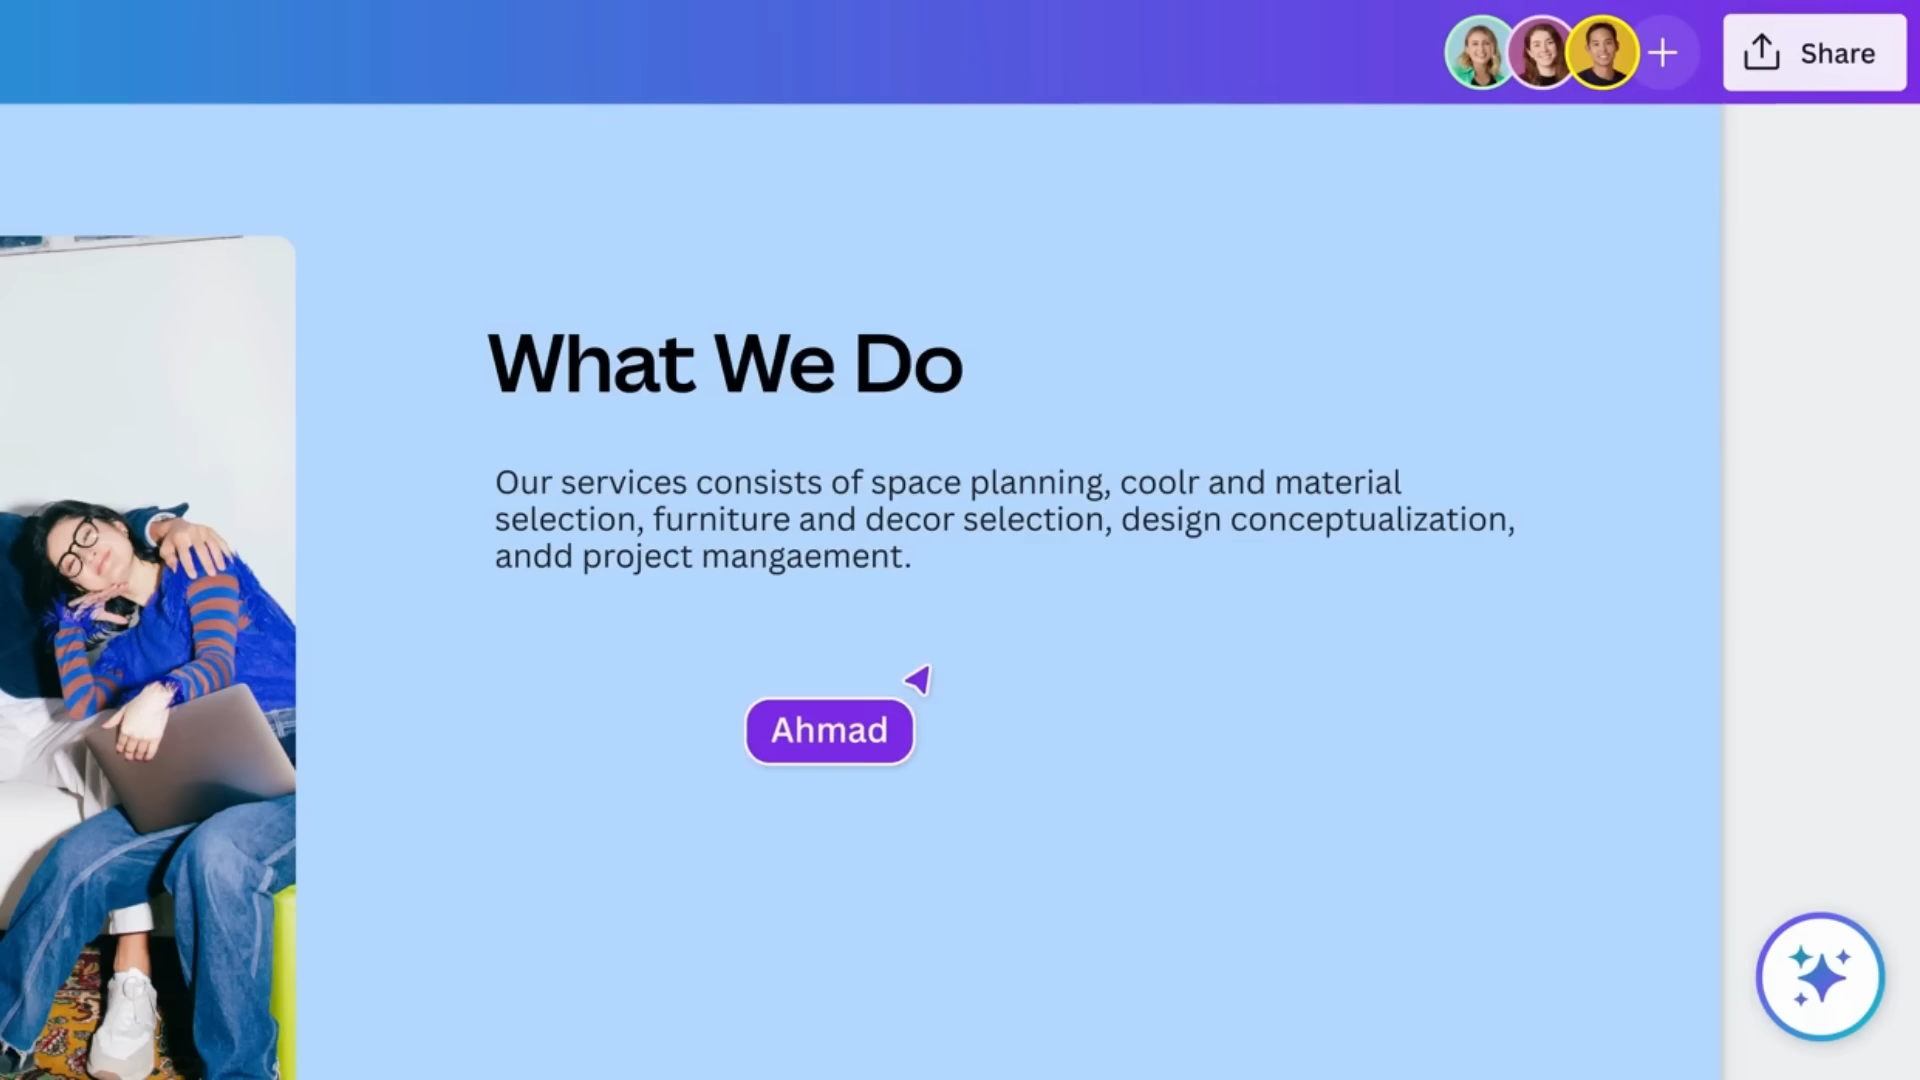 Share
What We Do
Our services consists of space planning, coolr and material
selection, furniture and decor selection, design conceptualization,
andd project mangaement.
Ahmad